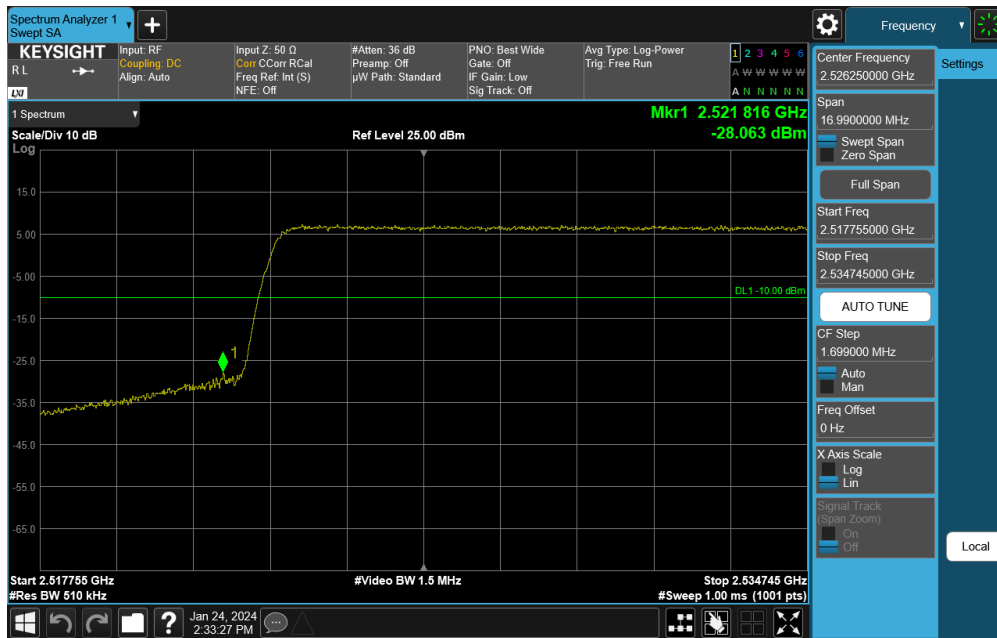 Spectrum Analyzer 1
Swept SA
KEYSIGHT
R L
LXI
Input: RF
Coupling: DC
Align: Auto
Input Z: 50 Ω
Corr CCorr RCal
Freq Ref: Int (S)
NFE: Off
#Atten: 36 dB
Preamp: Off
µW Path: Standard
PNO: Best Wide
Gate: Off
IF Gain: Low
Sig Track: Off
Avg Type: Log-Power
Trig: Free Run
1 2 3 4 5 6
A W W W W W
A N N N N N
1 Spectrum
Scale/Div 10 dB
Log
Ref Level 25.00 dBm
Mkr1 2.521 816 GHz
-28.063 dBm
15.0
5.00
-5.00
DL1 -10.00 dBm
-15.0
1
-25.0
-35.0
-45.0
-55.0
-65.0
Start 2.517755 GHz
#Video BW 1.5 MHz
Stop 2.534745 GHz
#Res BW 510 kHz
#Sweep 1.00 ms (1001 pts)
Jan 24, 2024
2:33:27 PM
Frequency
Settings
Center Frequency
2.526250000 GHz
Span
16.9900000 MHz
Swept Span
Zero Span
Full Span
Start Freq
2.517755000 GHz
Stop Freq
2.534745000 GHz
AUTO TUNE
CF Step
1.699000 MHz
Auto
Man
Freq Offset
0 Hz
X Axis Scale
Log
Lin
Signal Track
(Span Zoom)
On
Off
Local